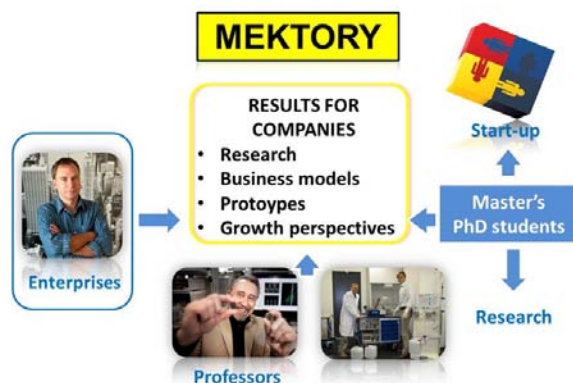 MEKTORY
RESULTS FOR
COMPANIES
• Research
• Business models
• Protoypes
• Growth perspectives
Enterprises
Professors
Start-up
Master's
PhD students
Research